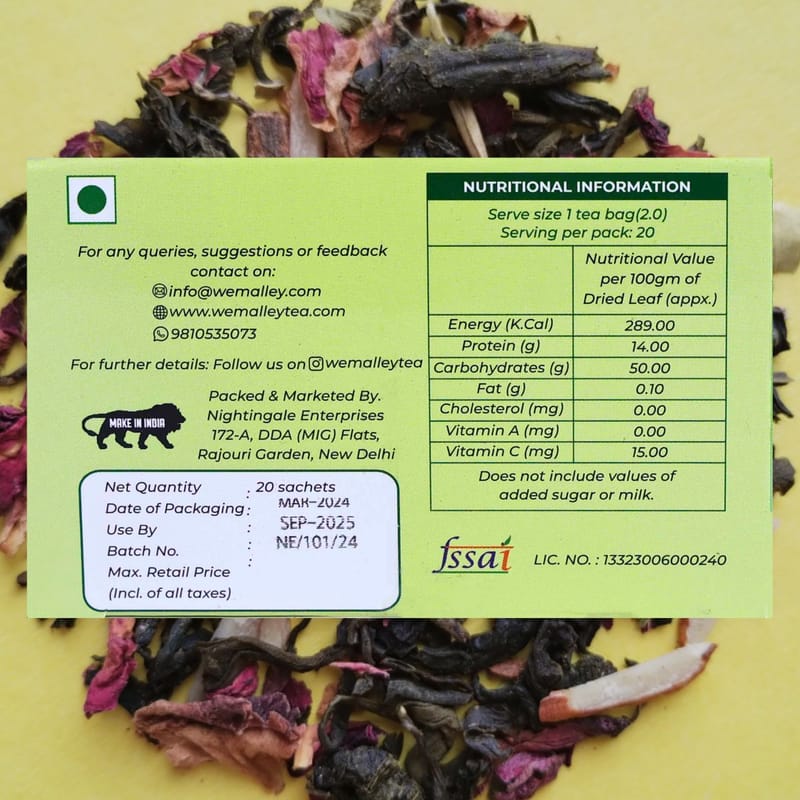 For any queries, suggestions or feedback
contact on:
info@wemalley.com
www.wemalleytea.com
9810535073
For further details: Follow us on wemalleytea
MAKE IN INDIA
Packed & Marketed By.
Nightingale Enterprises
172-A, DDA (MIG) Flats,
Rajouri Garden, New Delhi
Net Quantity : 20 sachets
Date of Packaging : MAR-2024
Use By : SEP-2025
Batch No. : NE/101/24
Max. Retail Price :
(Incl. of all taxes)
NUTRITIONAL INFORMATION
Serve size 1 tea bag(2.0)
Serving per pack: 20
Nutritional Value
per 100gm of
Dried Leaf (appx.)
Energy (K.Cal) 289.00
Protein (g) 14.00
Carbohydrates (g) 50.00
Fat (g) 0.10
Cholesterol (mg) 0.00
Vitamin A (mg) 0.00
Vitamin C (mg) 15.00
Does not include values of
added sugar or milk.
fssai LIC. NO. : 13323006000240